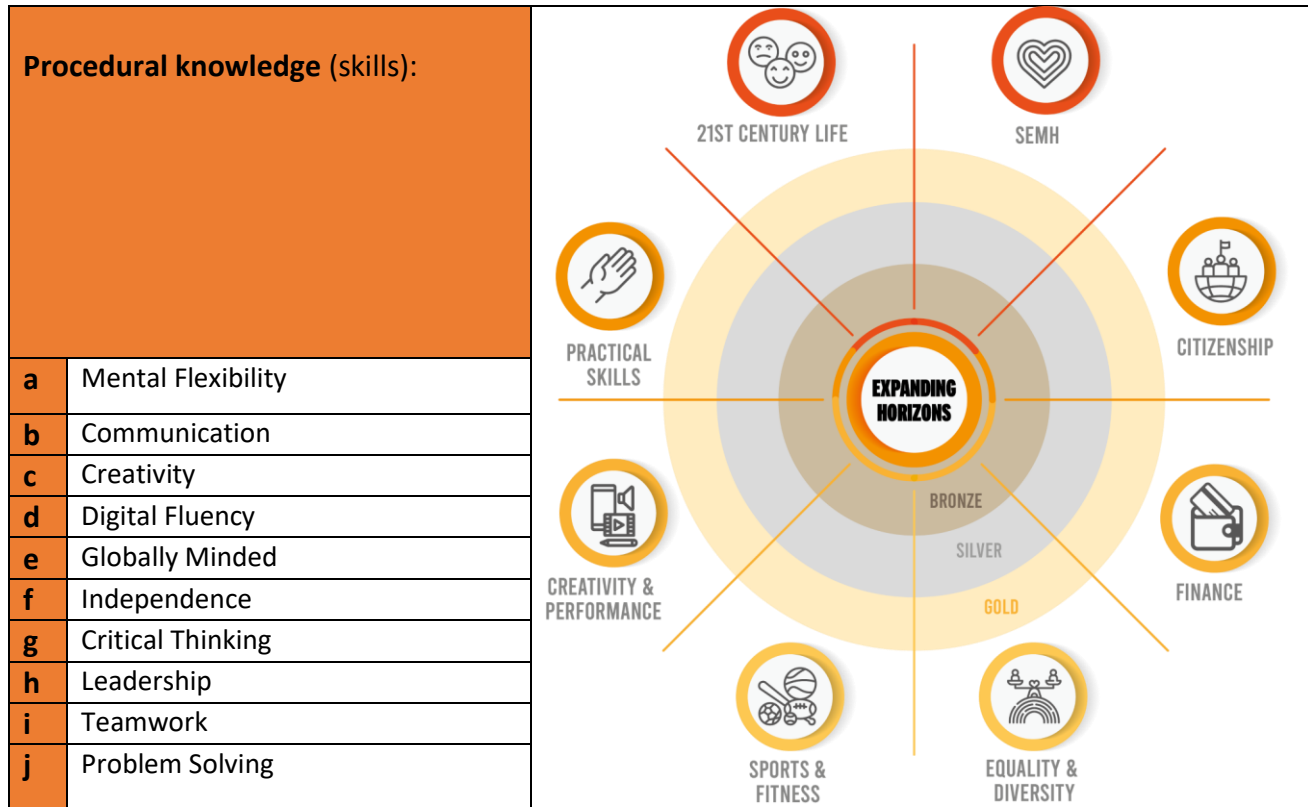 Procedural knowledge (skills):
a Mental Flexibility
b Communication
c Creativity
d Digital Fluency
e Globally Minded
f Independence
g Critical Thinking
h Leadership
i Teamwork
j Problem Solving
21ST CENTURY LIFE
SEMH
PRACTICAL
SKILLS
CITIZENSHIP
EXPANDING
HORIZONS
CREATIVITY &
PERFORMANCE
FINANCE
BRONZE
SILVER
GOLD
SPORTS &
FITNESS
EQUALITY &
DIVERSITY